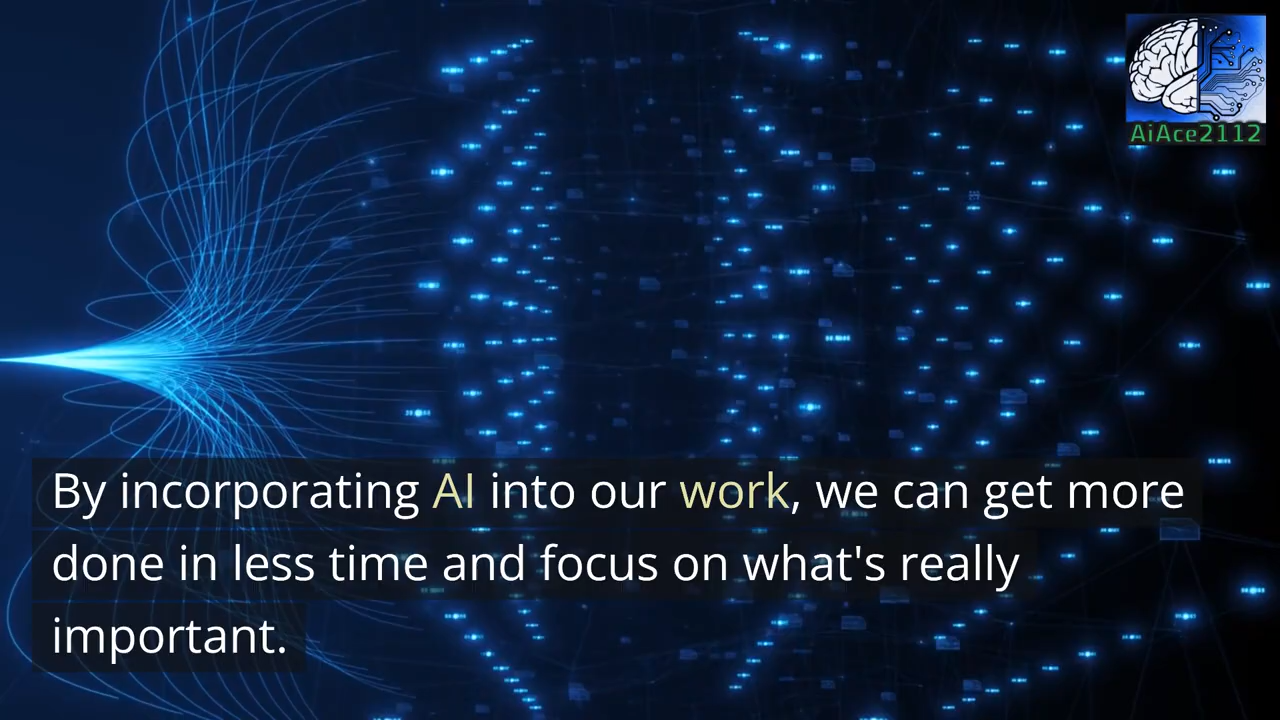 AiAce2112
By incorporating AI into our work, we can get more
done in less time and focus on what's really
important.